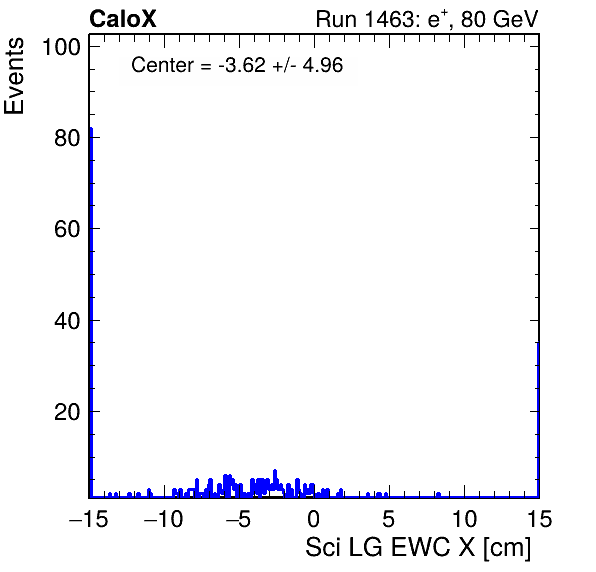 CaloX Run 1463: e+, 80 GeV
Center = -3.62 +/- 4.96
Events
100
80
60
40
20
−15 −10 −5 0 5 10 15
Sci LG EWC X [cm]